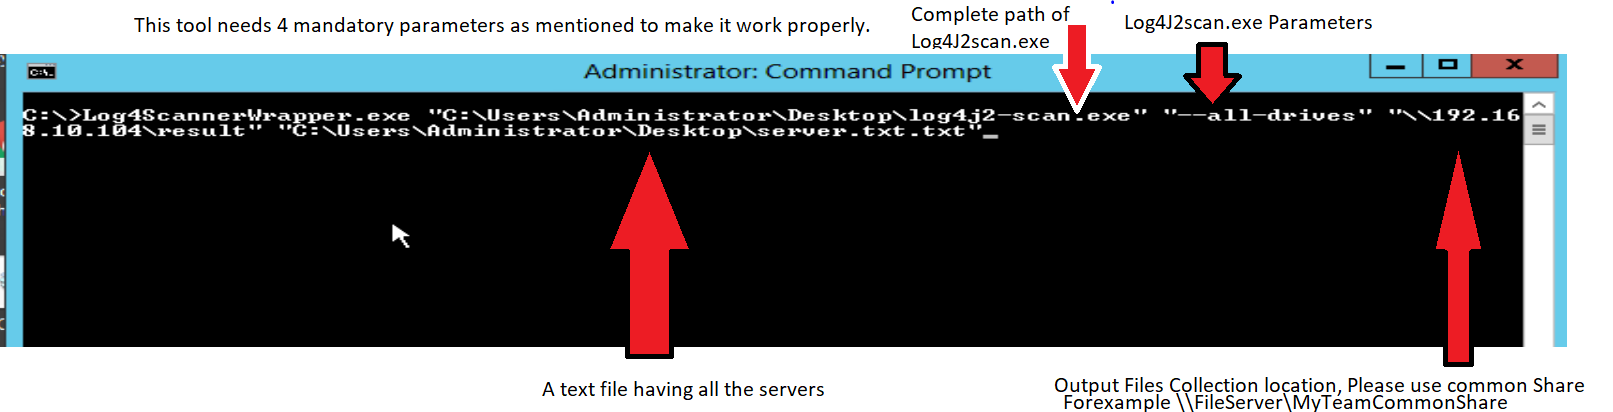 This tool needs 4 mandatory parameters as mentioned to make it work properly.
Complete path of
Log4J2scan.exe
Log4J2scan.exe Parameters
Administrator: Command Prompt
C:\>Log4ScannerWrapper.exe "C:\Users\Administrator\Desktop\log4j2-scan.exe" "--all-drives" "\\192.16
8.10.104\result" "C:\Users\Administrator\Desktop\server.txt.txt"_
A text file having all the servers
Output Files Collection location, Please use common Share
Forexample \\FileServer\MyTeamCommonShare